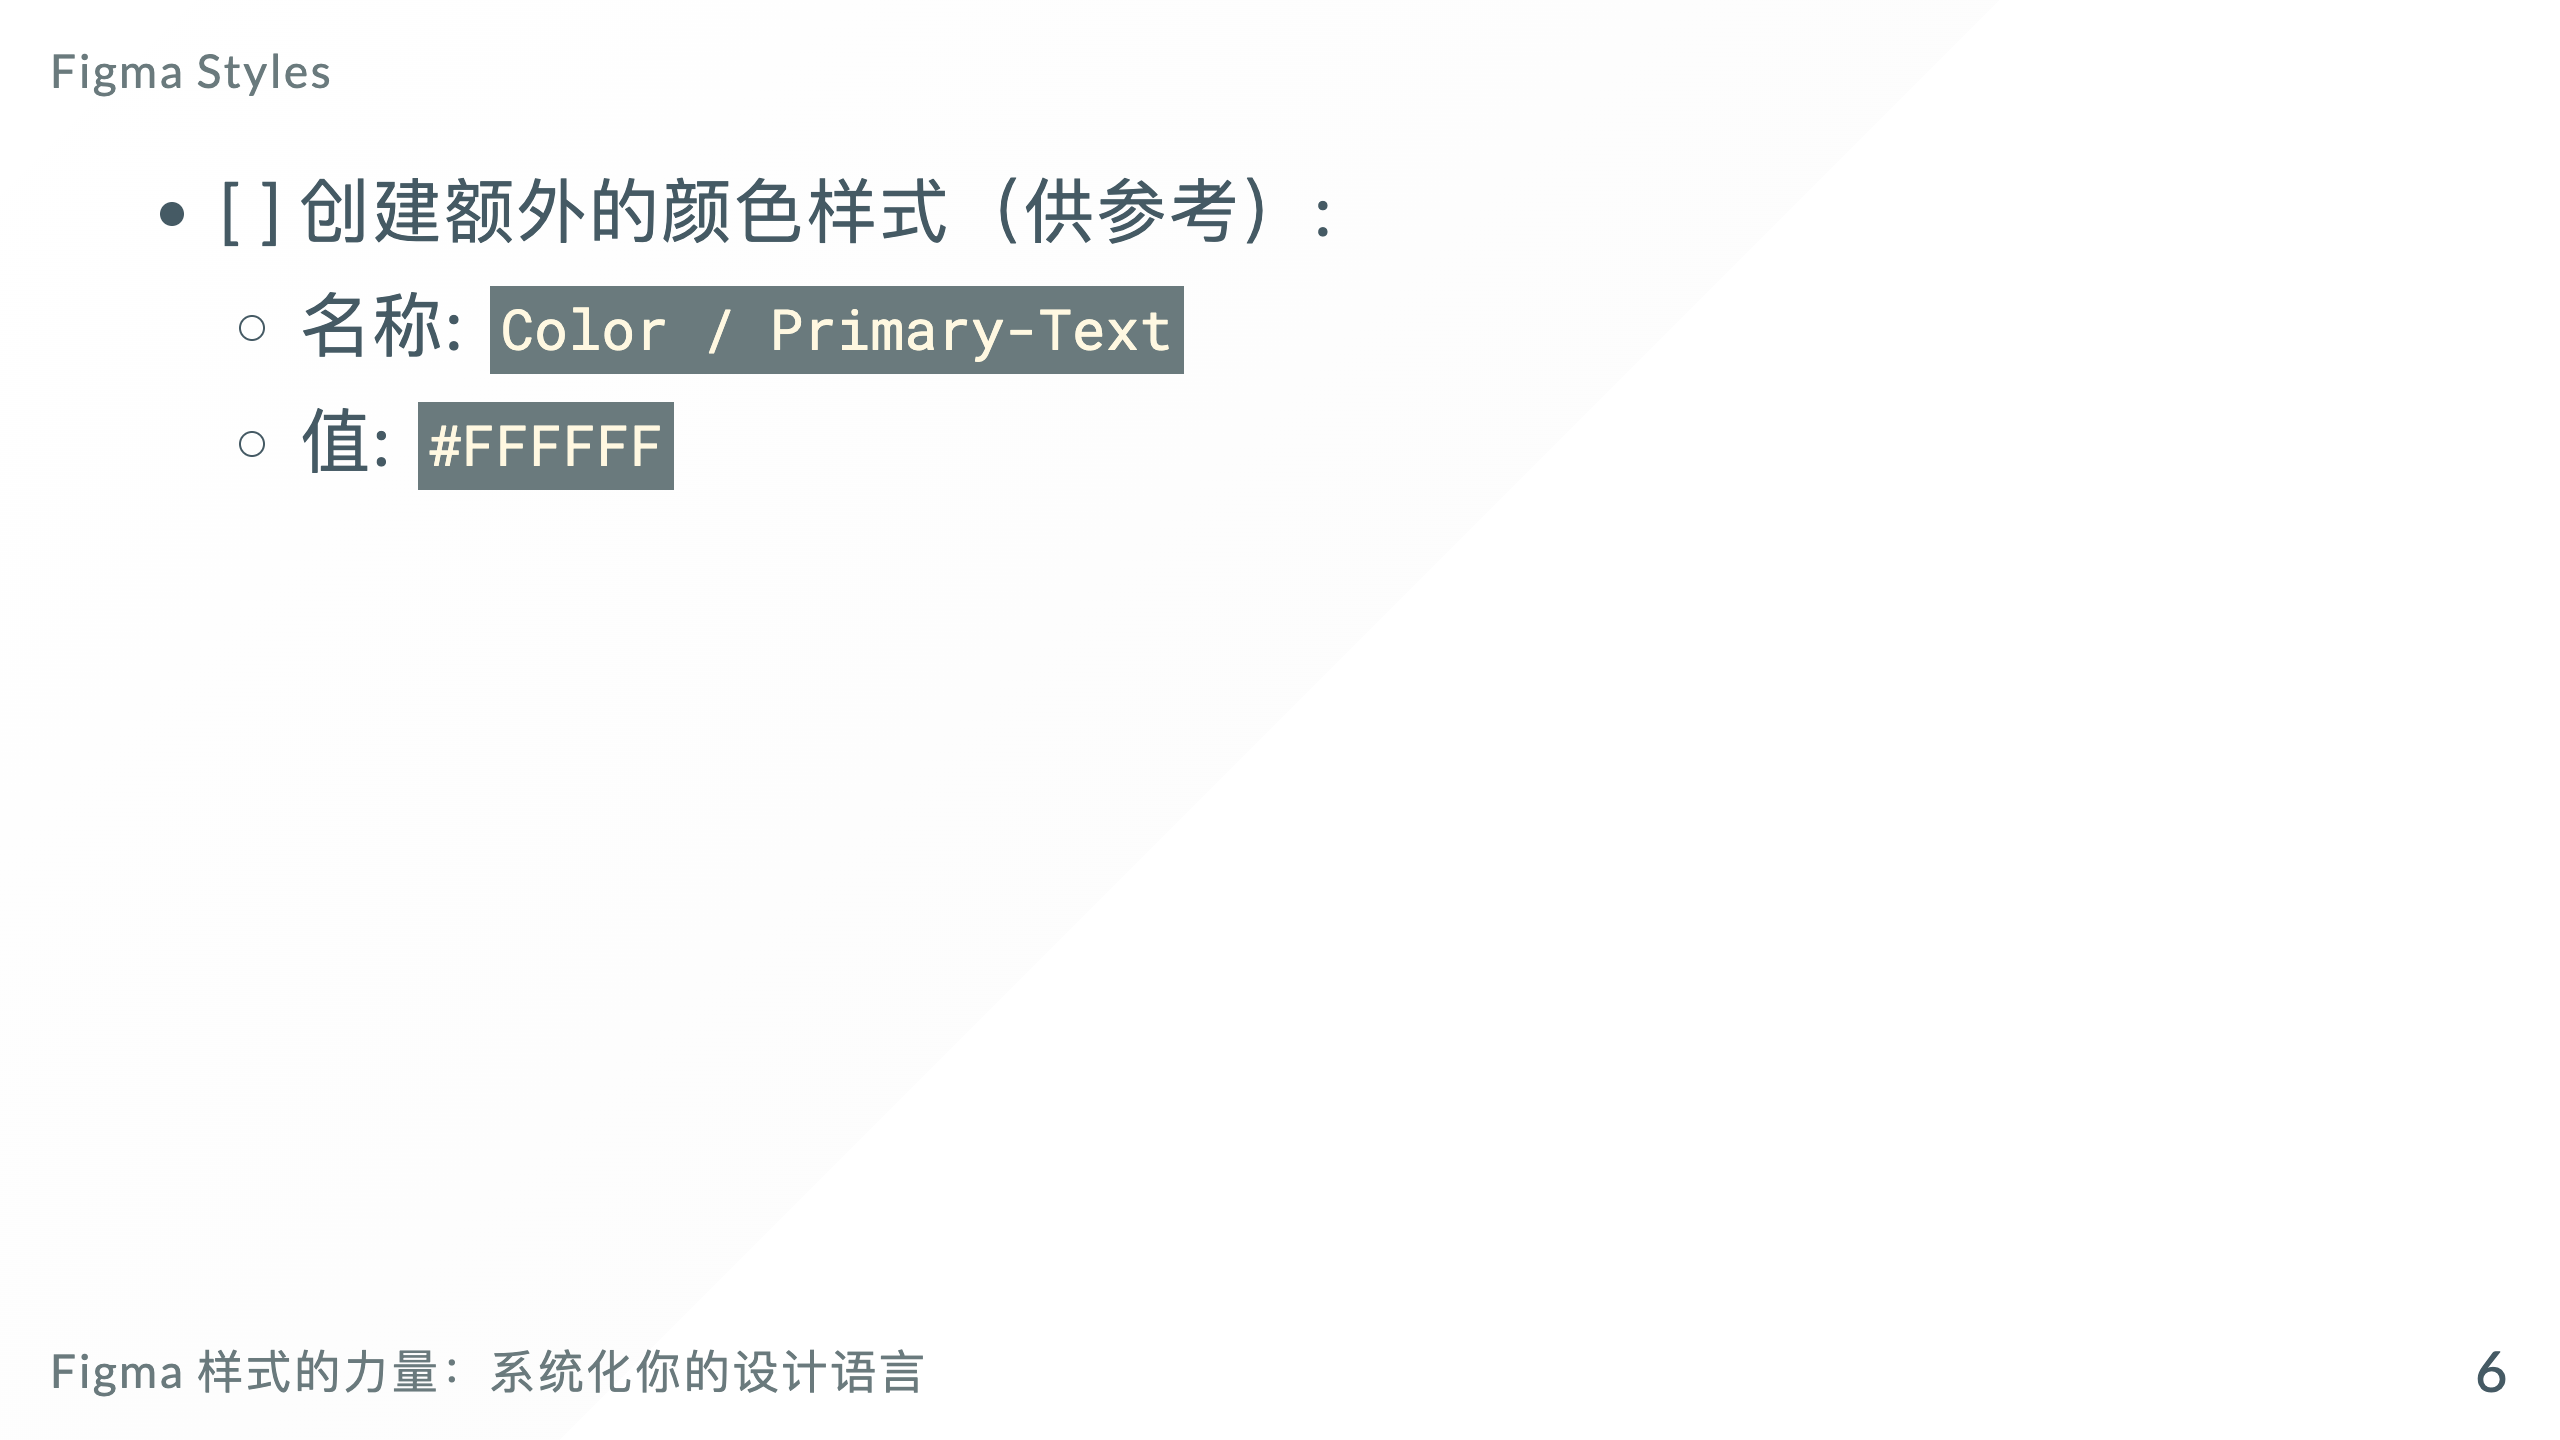 Figma Styles
• [ ] 创建额外的颜色样式（供参考）:
○ 名称: Color / Primary-Text
○ 值: #FFFFFF
Figma 样式的力量：系统化你的设计语言
6